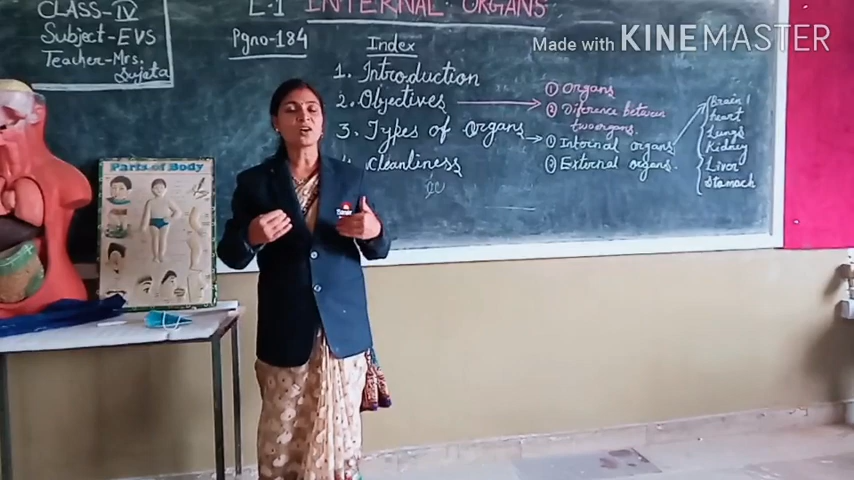 CLASS - IV
Subject - EVS
Teacher - Mrs.
Sujata
L-1
INTERNAL ORGANS
Pgno - 184
Index
1. Introduction
2. Objectives
① Organs
② Diference between
two organs
3. Types of organs
① Internal organs
② External organs
cleanliness
Brain
heart
Lungs
Kidney
Livor
Stomach
Parts of Body
Made with KINEMASTER